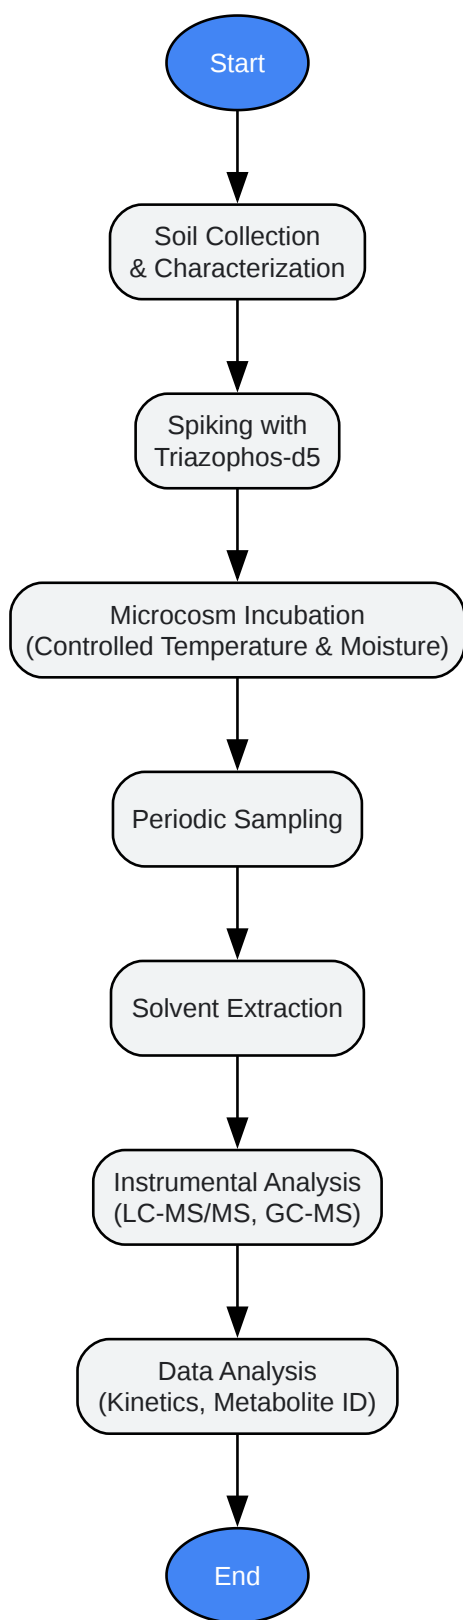 Start
Soil Collection
& Characterization
Spiking with
Triazophos-d5
Microcosm Incubation
(Controlled Temperature & Moisture)
Periodic Sampling
Solvent Extraction
Instrumental Analysis
(LC-MS/MS, GC-MS)
Data Analysis
(Kinetics, Metabolite ID)
End